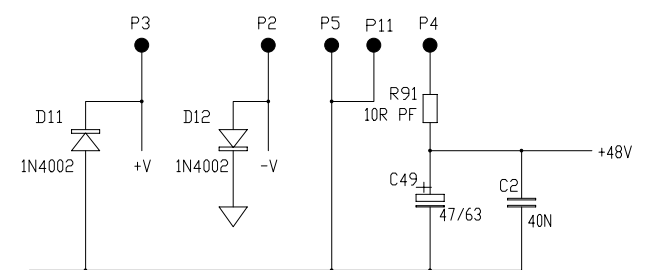 P3
P2
P5
P11
P4
D11
1N4002
+V
D12
1N4002
-V
R91
10R PF
+48V
C49
+
47/63
C2
40N